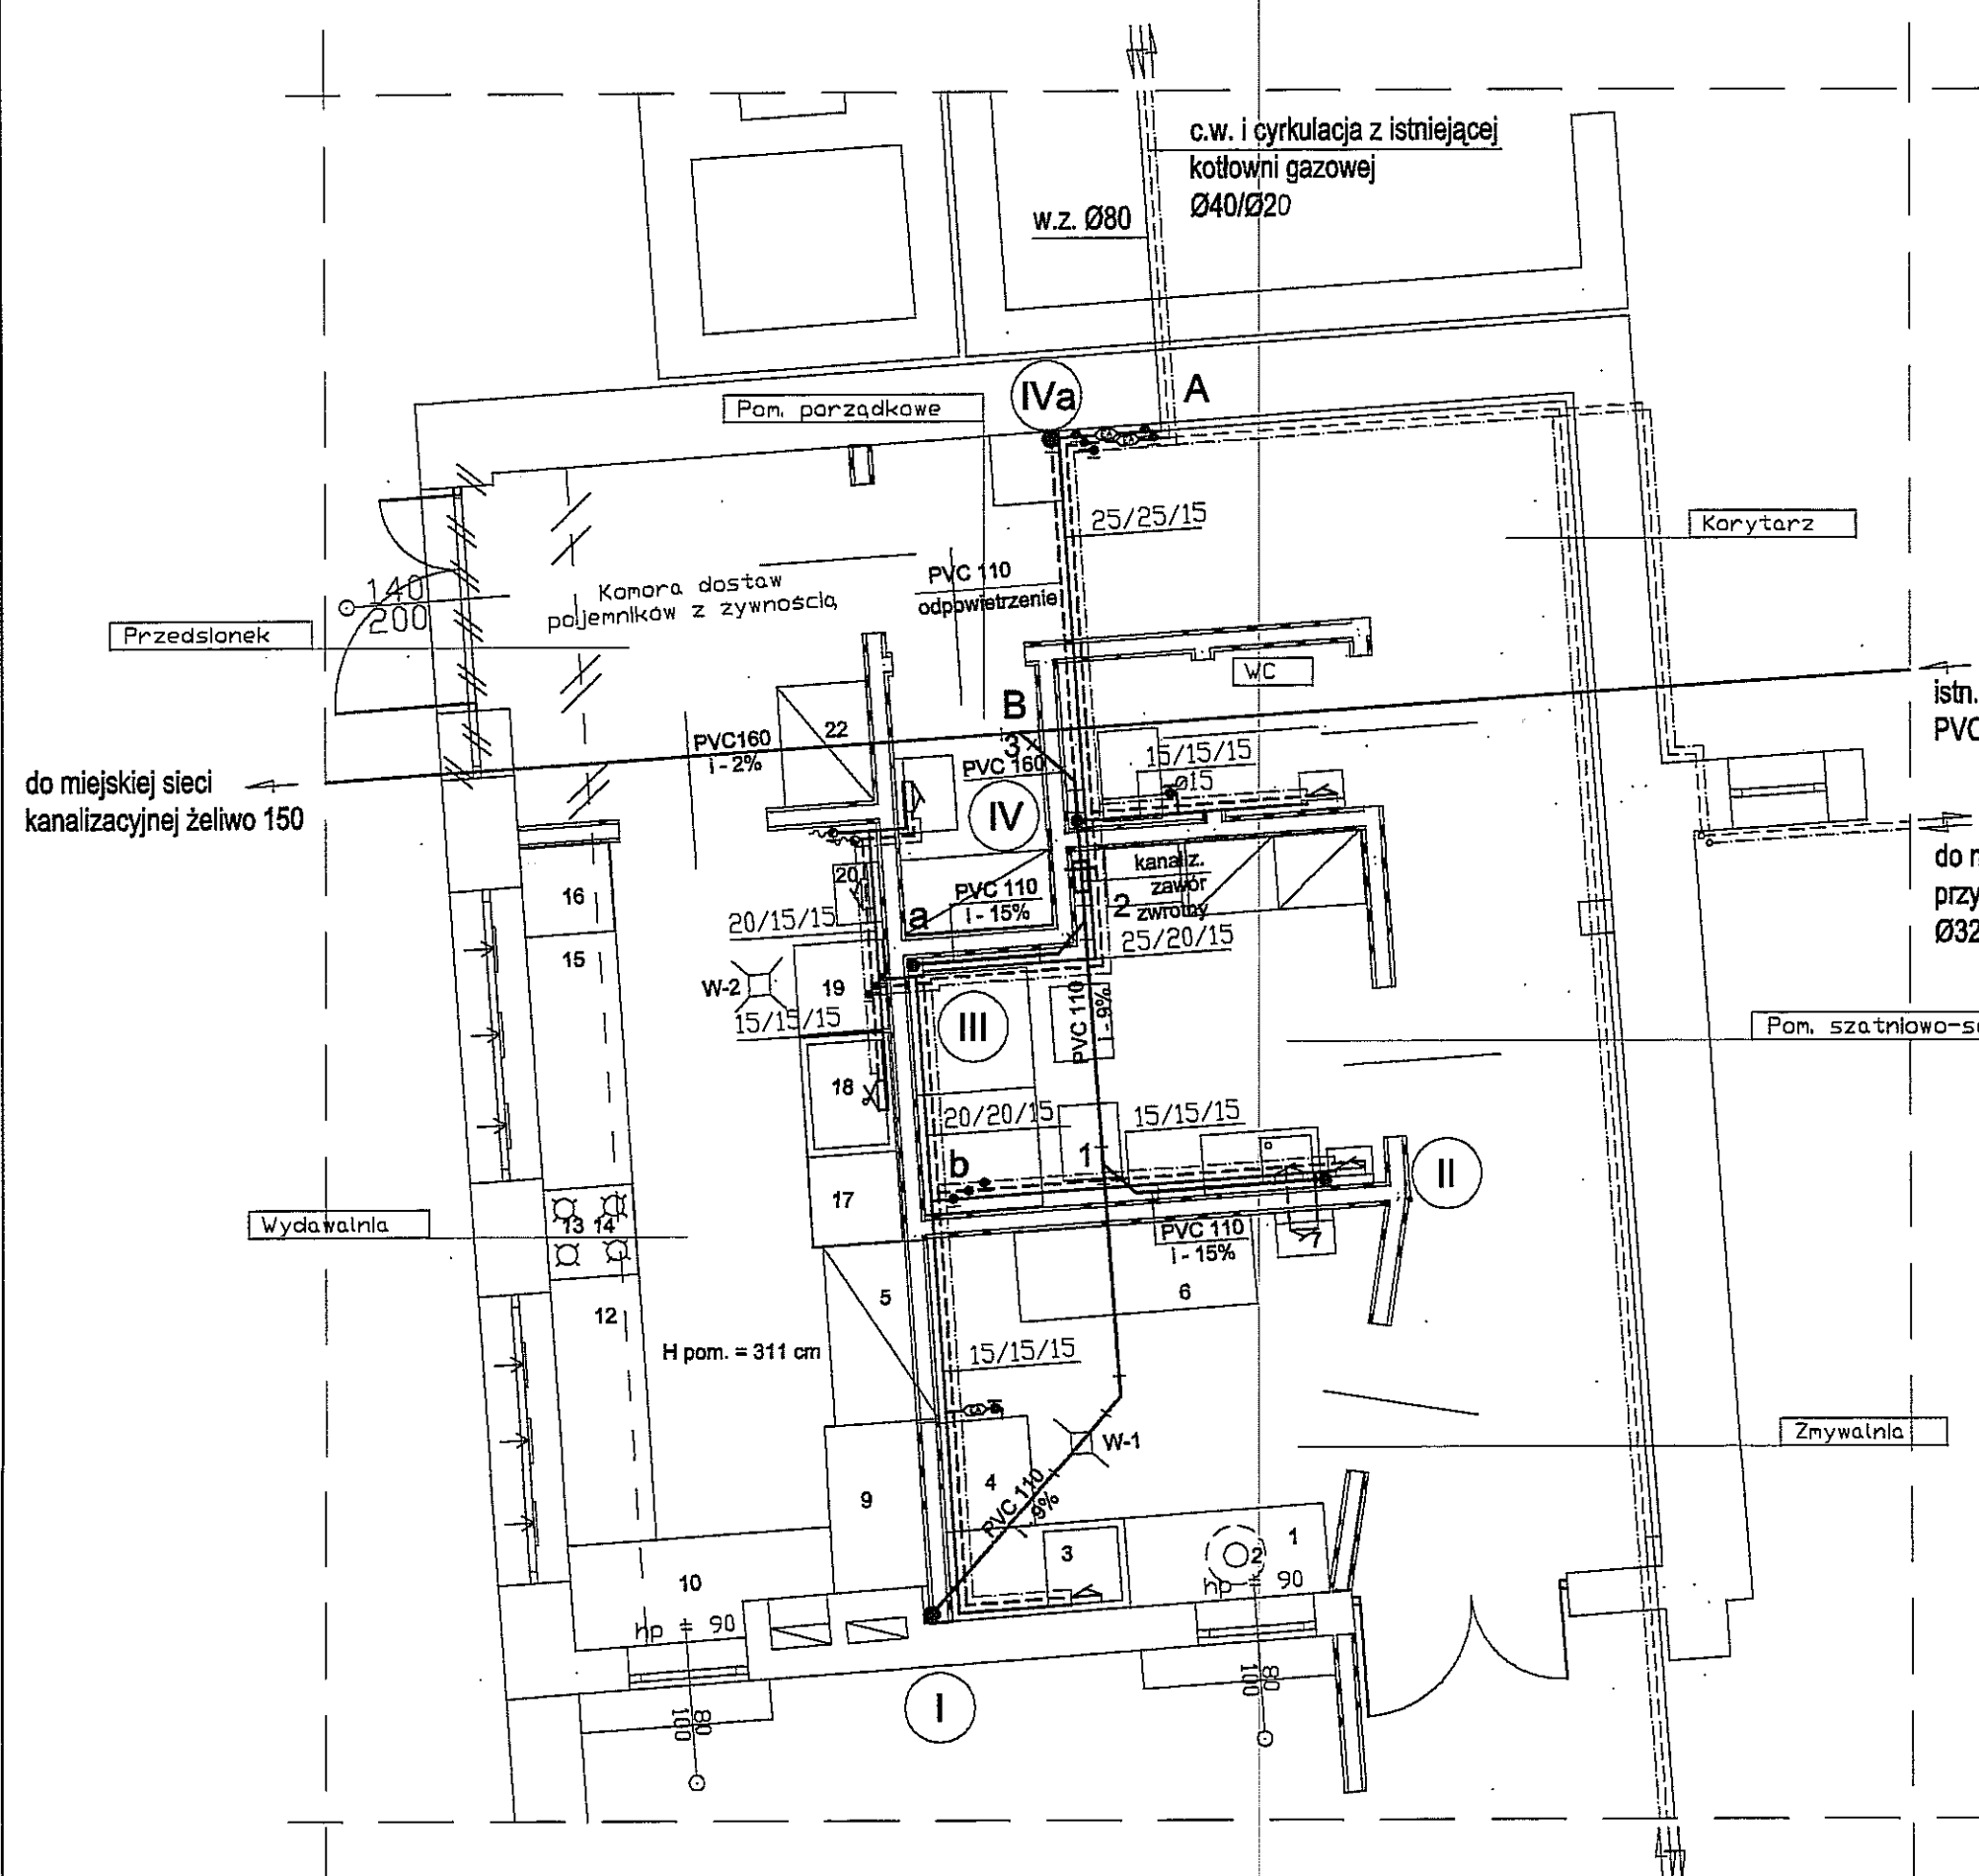 c.w. i cyrkulacja z istniejącej
kotłowni gazowej
Ø40/Ø20
w.z. Ø80
IVa
A
Pom. porządkowe
25/25/15
Korytarz
PVC 110
odpowietrzenie
Komora dostaw
pojemników z żywnością
140
200
Przedsionek
WC
istn.
PVC
B
3
22
PVC160
i - 2%
PVC 160
15/15/15
ø15
do miejskiej sieci
kanalizacyjnej żeliwo 150
IV
kanaliz.
zawór
zwrotny
2
20
PVC 110
i - 15%
a
16
20/15/15
25/20/15
do
przy
Ø32
15
W-2
19
15/15/15
III
PVC 110
i - 9%
Pom. szatniowo-s
18
20/20/15
15/15/15
b
1
II
17
Wydawalnia
13 14
PVC 110
i - 15%
7
5
6
12
H pom. = 311 cm
15/15/15
W-1
Zmywalnia
4
9
PVC 110
i - 9%
3
1
2
10
hp = 90
hp = 90
80
100
80
100
I